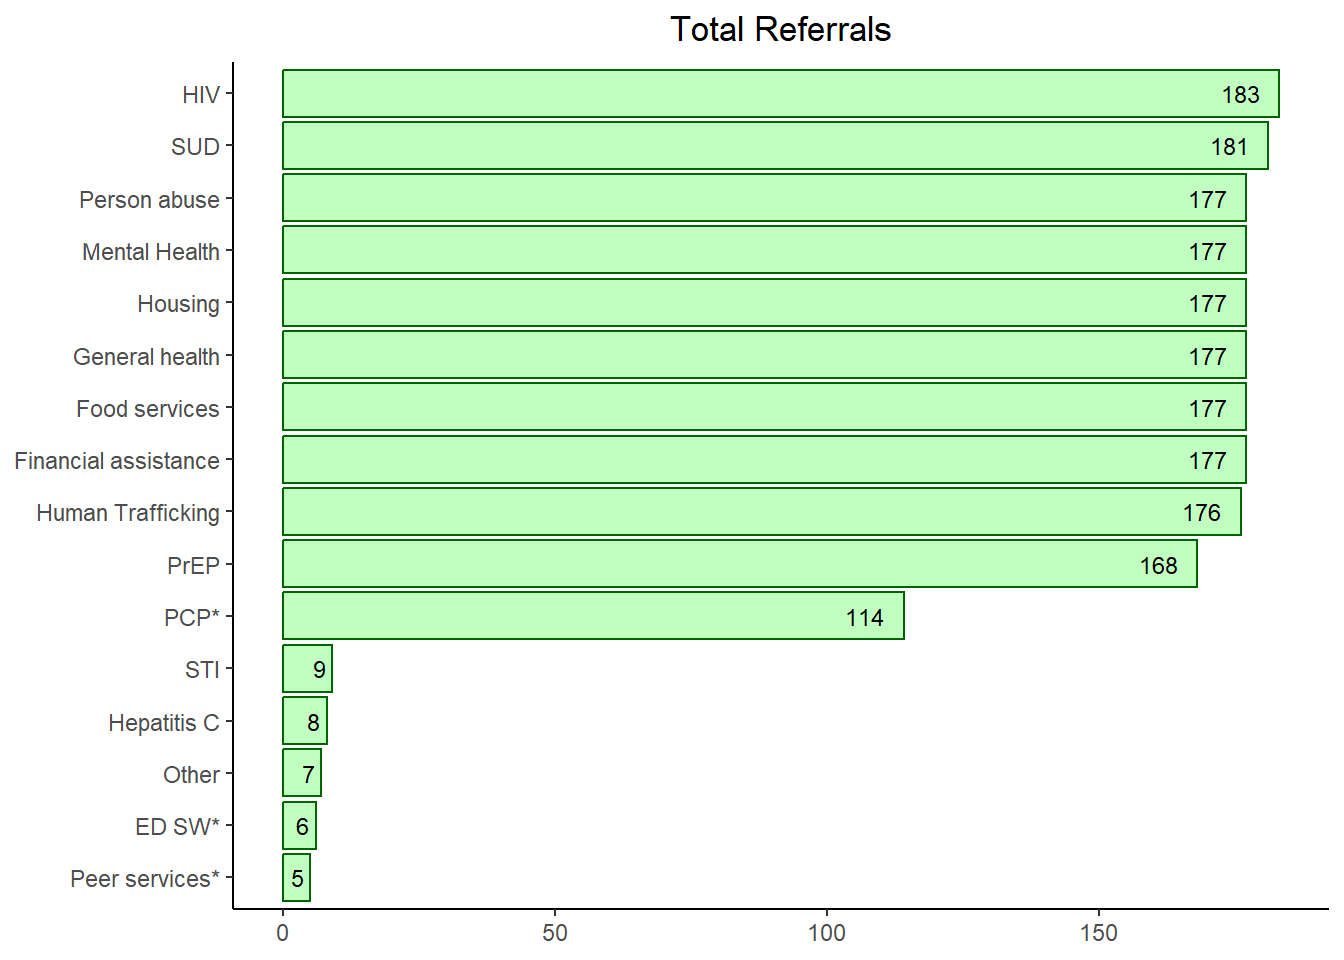 Total Referrals
HIV 183
SUD 181
Person abuse 177
Mental Health 177
Housing 177
General health 177
Food services 177
Financial assistance 177
Human Trafficking 176
PrEP 168
PCP* 114
STI 9
Hepatitis C 8
Other 7
ED SW* 6
Peer services* 5
0 50 100 150